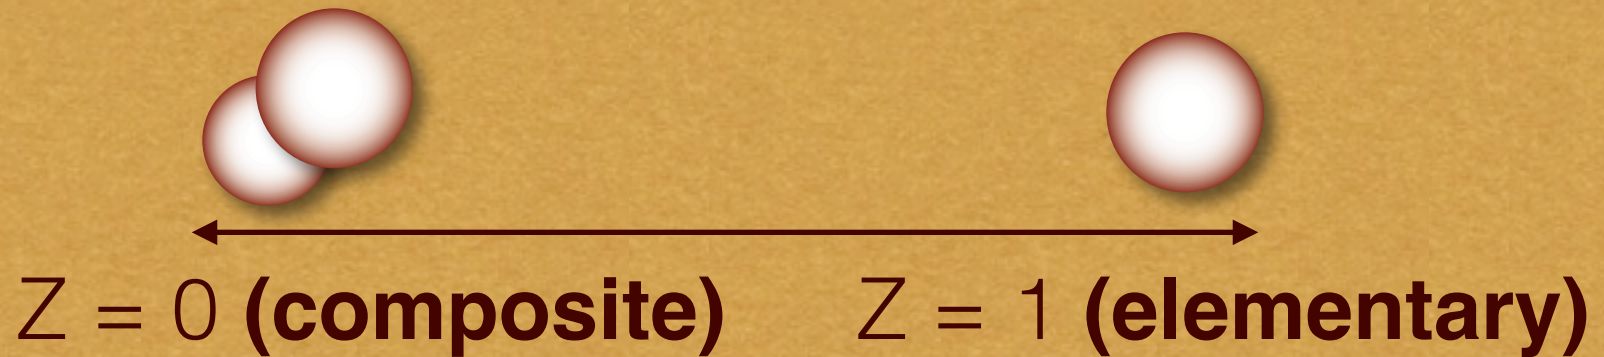 Z = 0 (composite) Z = 1 (elementary)